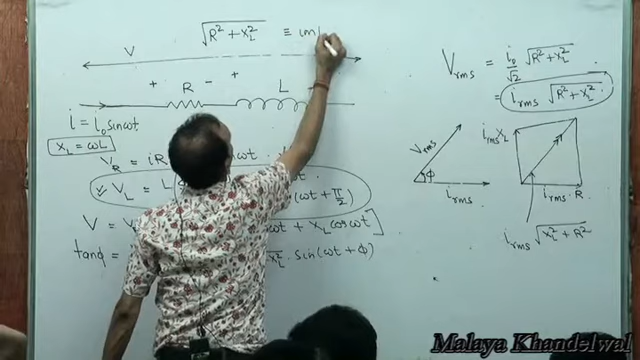 √(R² + X_L²) ≡ im
V
+ R - + L
i = i₀ sinωt
X_L = ωL
V_R = iR ωt
V_L = L (ωt + π/2)
V = ωt + X_L cosωt]
tanφ = X_L² · sin(ωt + φ)
V_rms = i₀/√2 √(R² + X_L²)
= i_rms √(R² + X_L²)
V_rms
φ
i_rms
i_rms X_L
i_rms R
i_rms √(X_L² + R²)
Malaya Khandelwal